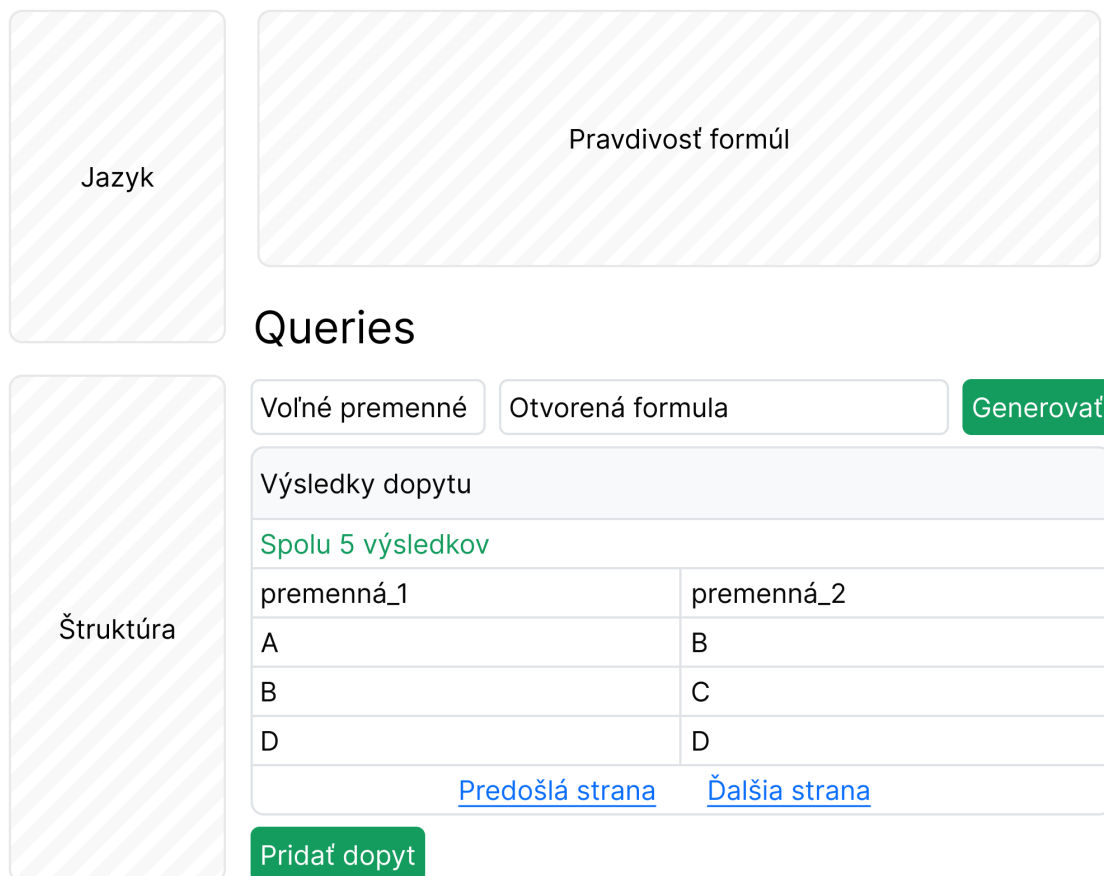 Jazyk
Pravdivosť formúl
Queries
Voľné premenné
Otvorená formula
Generovať
Štruktúra
Výsledky dopytu
Spolu 5 výsledkov
premenná_1 premenná_2
A B
B C
D D
Predošlá strana Ďalšia strana
Pridať dopyt